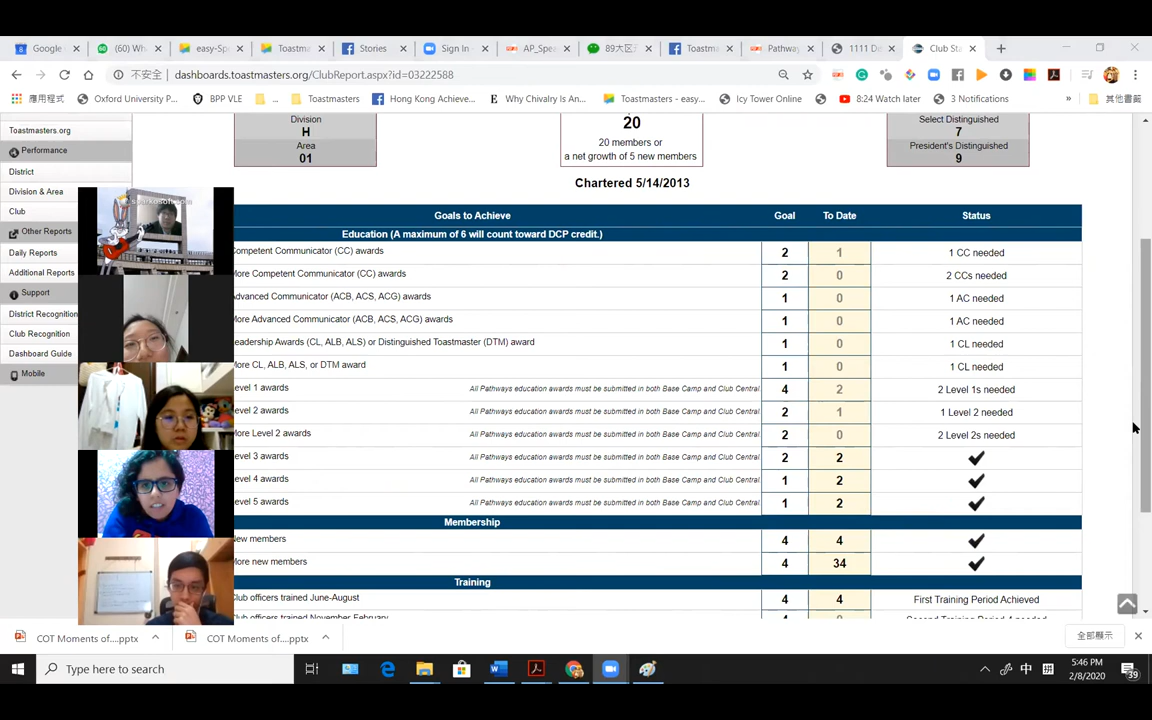 Google
(60) Wh
easy-Sp
Toastma
Stories
Sign In -
AP_Spea
89大区元
Toastm
Pathway
1111 Di
Club Sta
不安全 | dashboards.toastmasters.org/ClubReport.aspx?id=03222588
應用程式
Oxford University P...
BPP VLE
...
Toastmasters
Hong Kong Achieve...
Why Chivalry Is An...
Toastmasters - easy...
Icy Tower Online
8:24 Watch later
3 Notifications
»
其他書籤
Toastmasters.org
Performance
District
Division & Area
Club
Other Reports
Daily Reports
Additional Reports
Support
District Recognition
Club Recognition
Dashboard Guide
Mobile
Division
H
Area
01
20
20 members or
a net growth of 5 new members
Select Distinguished
7
President's Distinguished
9
Chartered 5/14/2013
Goals to Achieve Goal To Date Status
Education (A maximum of 6 will count toward DCP credit.)
Competent Communicator (CC) awards 2 1 1 CC needed
More Competent Communicator (CC) awards 2 0 2 CCs needed
Advanced Communicator (ACB, ACS, ACG) awards 1 0 1 AC needed
More Advanced Communicator (ACB, ACS, ACG) awards 1 0 1 AC needed
Leadership Awards (CL, ALB, ALS) or Distinguished Toastmaster (DTM) award 1 0 1 CL needed
More CL, ALB, ALS, or DTM award 1 0 1 CL needed
Level 1 awards All Pathways education awards must be submitted in both Base Camp and Club Central 4 2 2 Level 1s needed
Level 2 awards All Pathways education awards must be submitted in both Base Camp and Club Central 2 1 1 Level 2 needed
More Level 2 awards All Pathways education awards must be submitted in both Base Camp and Club Central 2 0 2 Level 2s needed
Level 3 awards All Pathways education awards must be submitted in both Base Camp and Club Central 2 2
Level 4 awards All Pathways education awards must be submitted in both Base Camp and Club Central 1 2
Level 5 awards All Pathways education awards must be submitted in both Base Camp and Club Central 1 2
Membership
New members 4 4
More new members 4 34
Training
Club officers trained June-August 4 4 First Training Period Achieved
Club officers trained November-February
COT Moments of....pptx
COT Moments of....pptx
全部顯示
Type here to search
中
拼
5:46 PM
2/8/2020
39